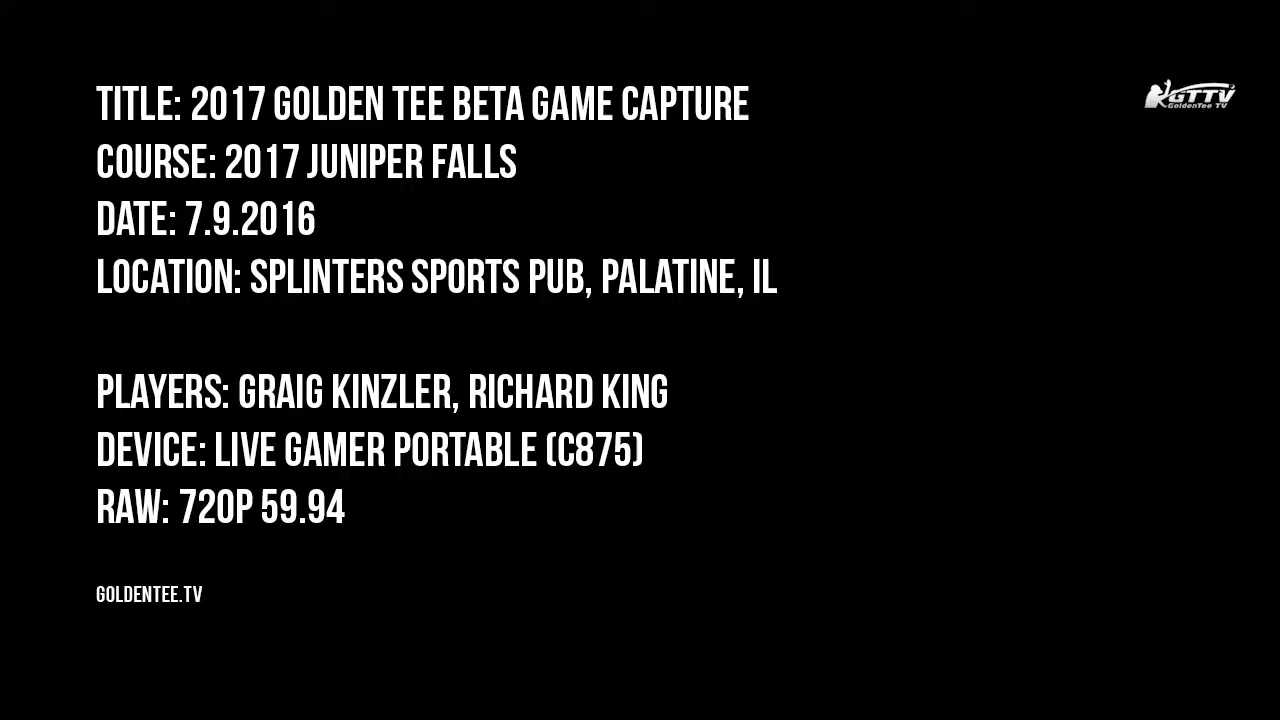 TITLE: 2017 GOLDEN TEE BETA GAME CAPTURE
GTTV
GoldenTee TV
COURSE: 2017 JUNIPER FALLS
DATE: 7.9.2016
LOCATION: SPLINTERS SPORTS PUB, PALATINE, IL
PLAYERS: GRAIG KINZLER, RICHARD KING
DEVICE: LIVE GAMER PORTABLE (C875)
RAW: 720P 59.94
GOLDENTEE.TV